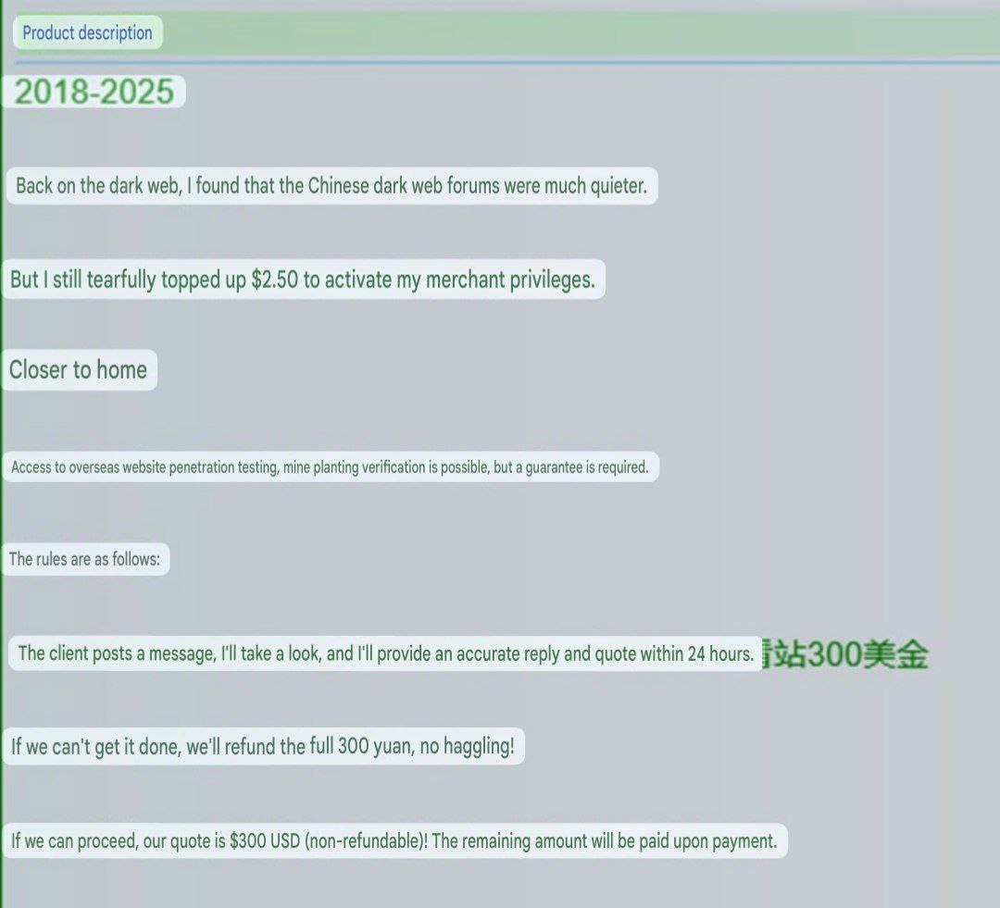 Product description
2018-2025
Back on the dark web, I found that the Chinese dark web forums were much quieter.
But I still tearfully topped up $2.50 to activate my merchant privileges.
Closer to home
Access to overseas website penetration testing, mine planting verification is possible, but a guarantee is required.
The rules are as follows:
The client posts a message, I'll take a look, and I'll provide an accurate reply and quote within 24 hours. 站300美金
If we can't get it done, we'll refund the full 300 yuan, no haggling!
If we can proceed, our quote is $300 USD (non-refundable)! The remaining amount will be paid upon payment.